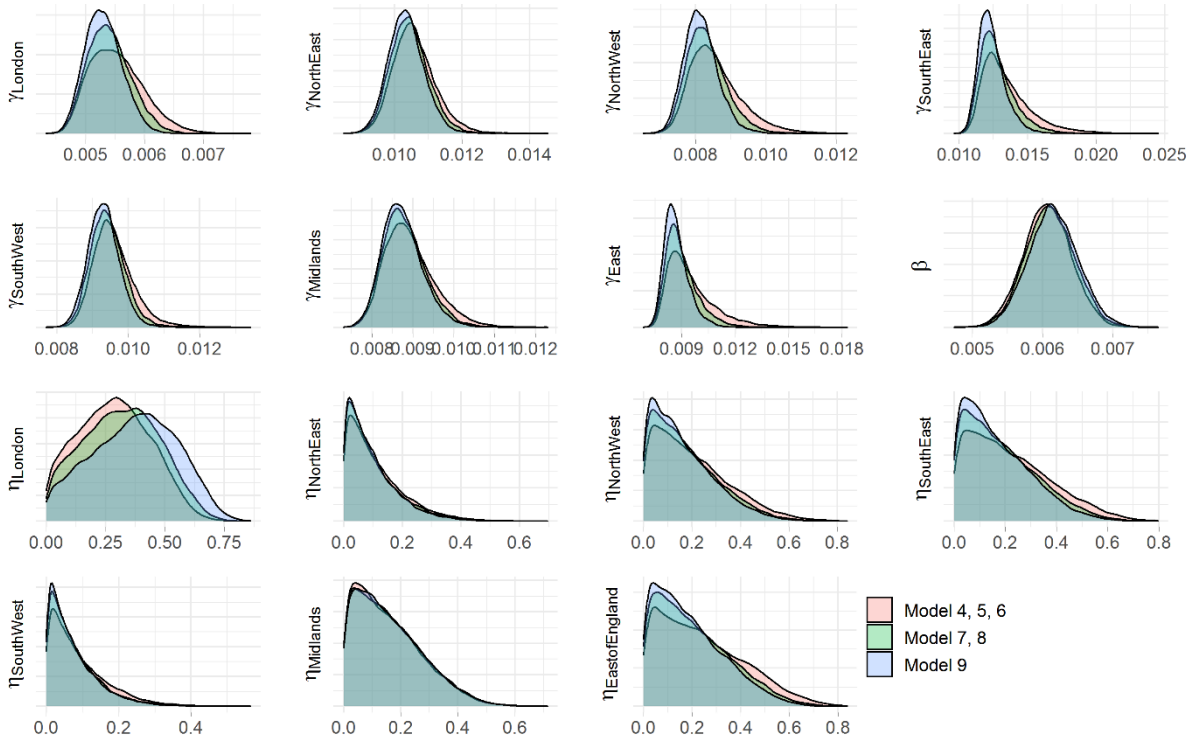 γLondon
0.005 0.006 0.007
γNorthEast
0.010 0.012 0.014
γNorthWest
0.008 0.010 0.012
γSourthEast
0.010 0.015 0.020 0.025
γSouthWest
0.008 0.010 0.012
γMidlands
0.008 0.009 0.010 0.011 0.012
γEast
0.009 0.012 0.015 0.018
β
0.005 0.006 0.007
ηLondon
0.00 0.25 0.50 0.75
ηNorthEast
0.0 0.2 0.4 0.6
ηNorthWest
0.0 0.2 0.4 0.6 0.8
ηSouthEast
0.0 0.2 0.4 0.6 0.8
ηSouthWest
0.0 0.2 0.4
ηMidlands
0.0 0.2 0.4 0.6
ηEastofEngland
0.0 0.2 0.4 0.6 0.8
Model 4, 5, 6
Model 7, 8
Model 9